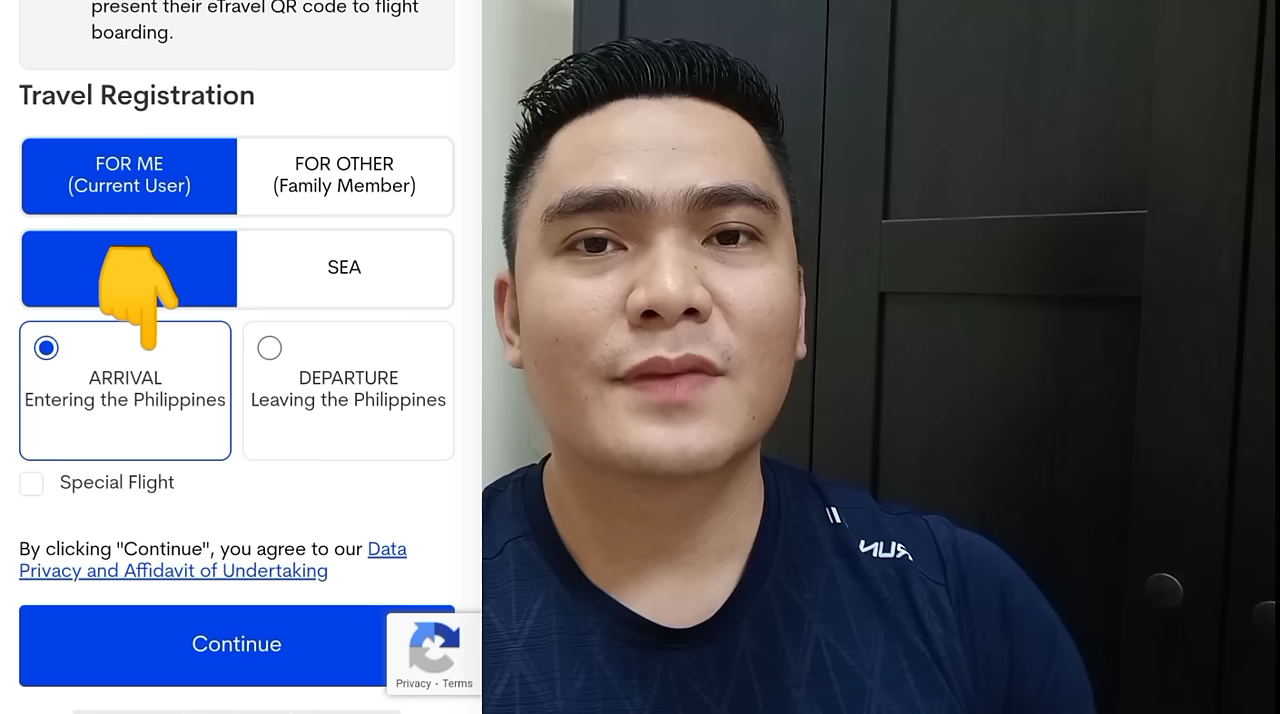 present their eTravel QR code to flight
boarding.
Travel Registration
FOR ME
(Current User)
FOR OTHER
(Family Member)
SEA
ARRIVAL
Entering the Philippines
DEPARTURE
Leaving the Philippines
Special Flight
By clicking "Continue", you agree to our Data
Privacy and Affidavit of Undertaking
Continue
Privacy - Terms
RUN